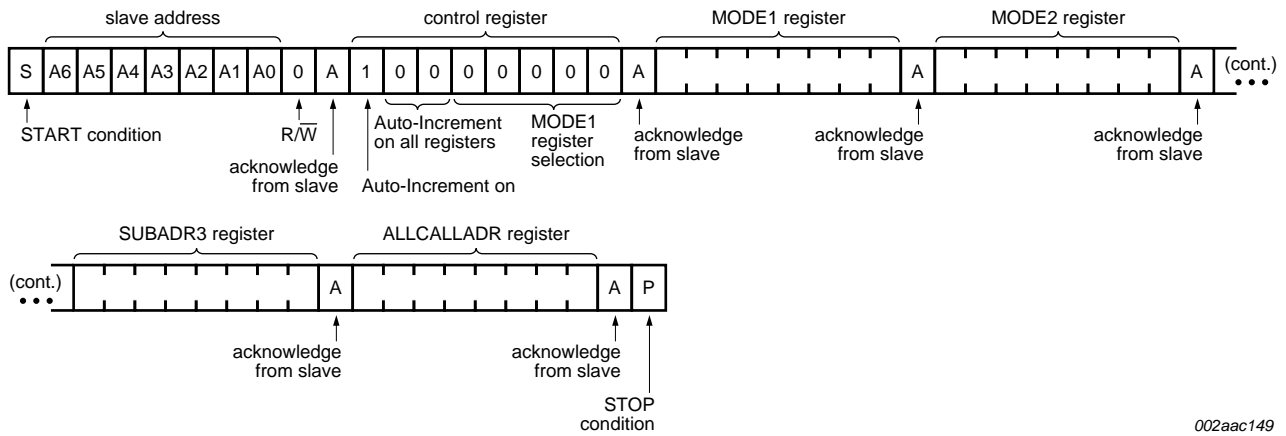 slave address control register MODE1 register MODE2 register
S A6 A5 A4 A3 A2 A1 A0 0 A 1 0 0 0 0 0 0 0 A A A (cont.)
START condition
R/W̅
acknowledge
from slave
Auto-Increment on
Auto-Increment
on all registers
MODE1
register
selection
acknowledge
from slave
acknowledge
from slave
acknowledge
from slave
SUBADR3 register ALLCALLADR register
(cont.) A A P
acknowledge
from slave
acknowledge
from slave
STOP
condition
002aac149